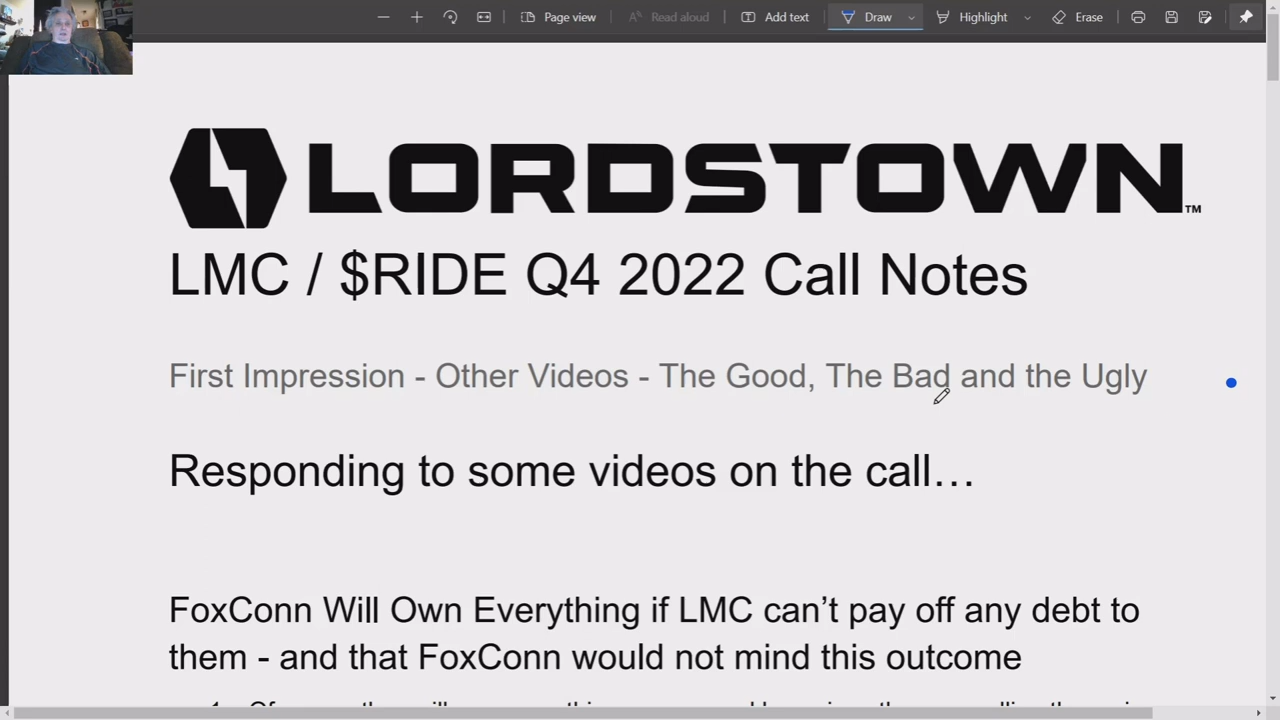 Page view
Read aloud
Add text
Draw
Highlight
Erase
LORDSTOWN™
LMC / $RIDE Q4 2022 Call Notes
First Impression - Other Videos - The Good, The Bad and the Ugly
Responding to some videos on the call…
FoxConn Will Own Everything if LMC can’t pay off any debt to
them - and that FoxConn would not mind this outcome